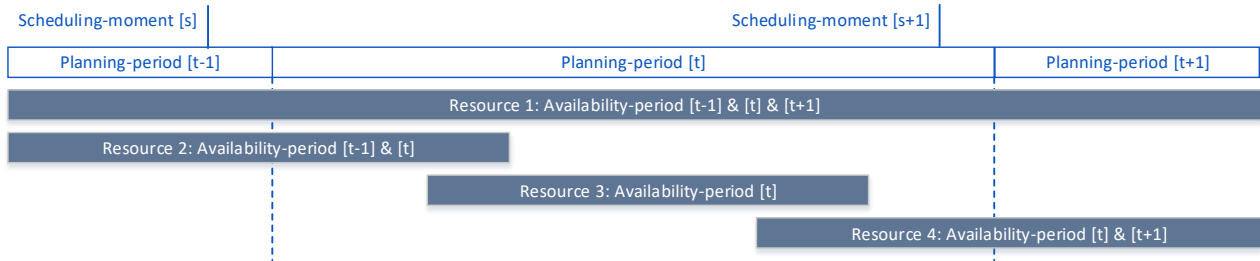 Scheduling-moment [s]
Scheduling-moment [s+1]
Planning-period [t-1]
Planning-period [t]
Planning-period [t+1]
Resource 1: Availability-period [t-1] & [t] & [t+1]
Resource 2: Availability-period [t-1] & [t]
Resource 3: Availability-period [t]
Resource 4: Availability-period [t] & [t+1]